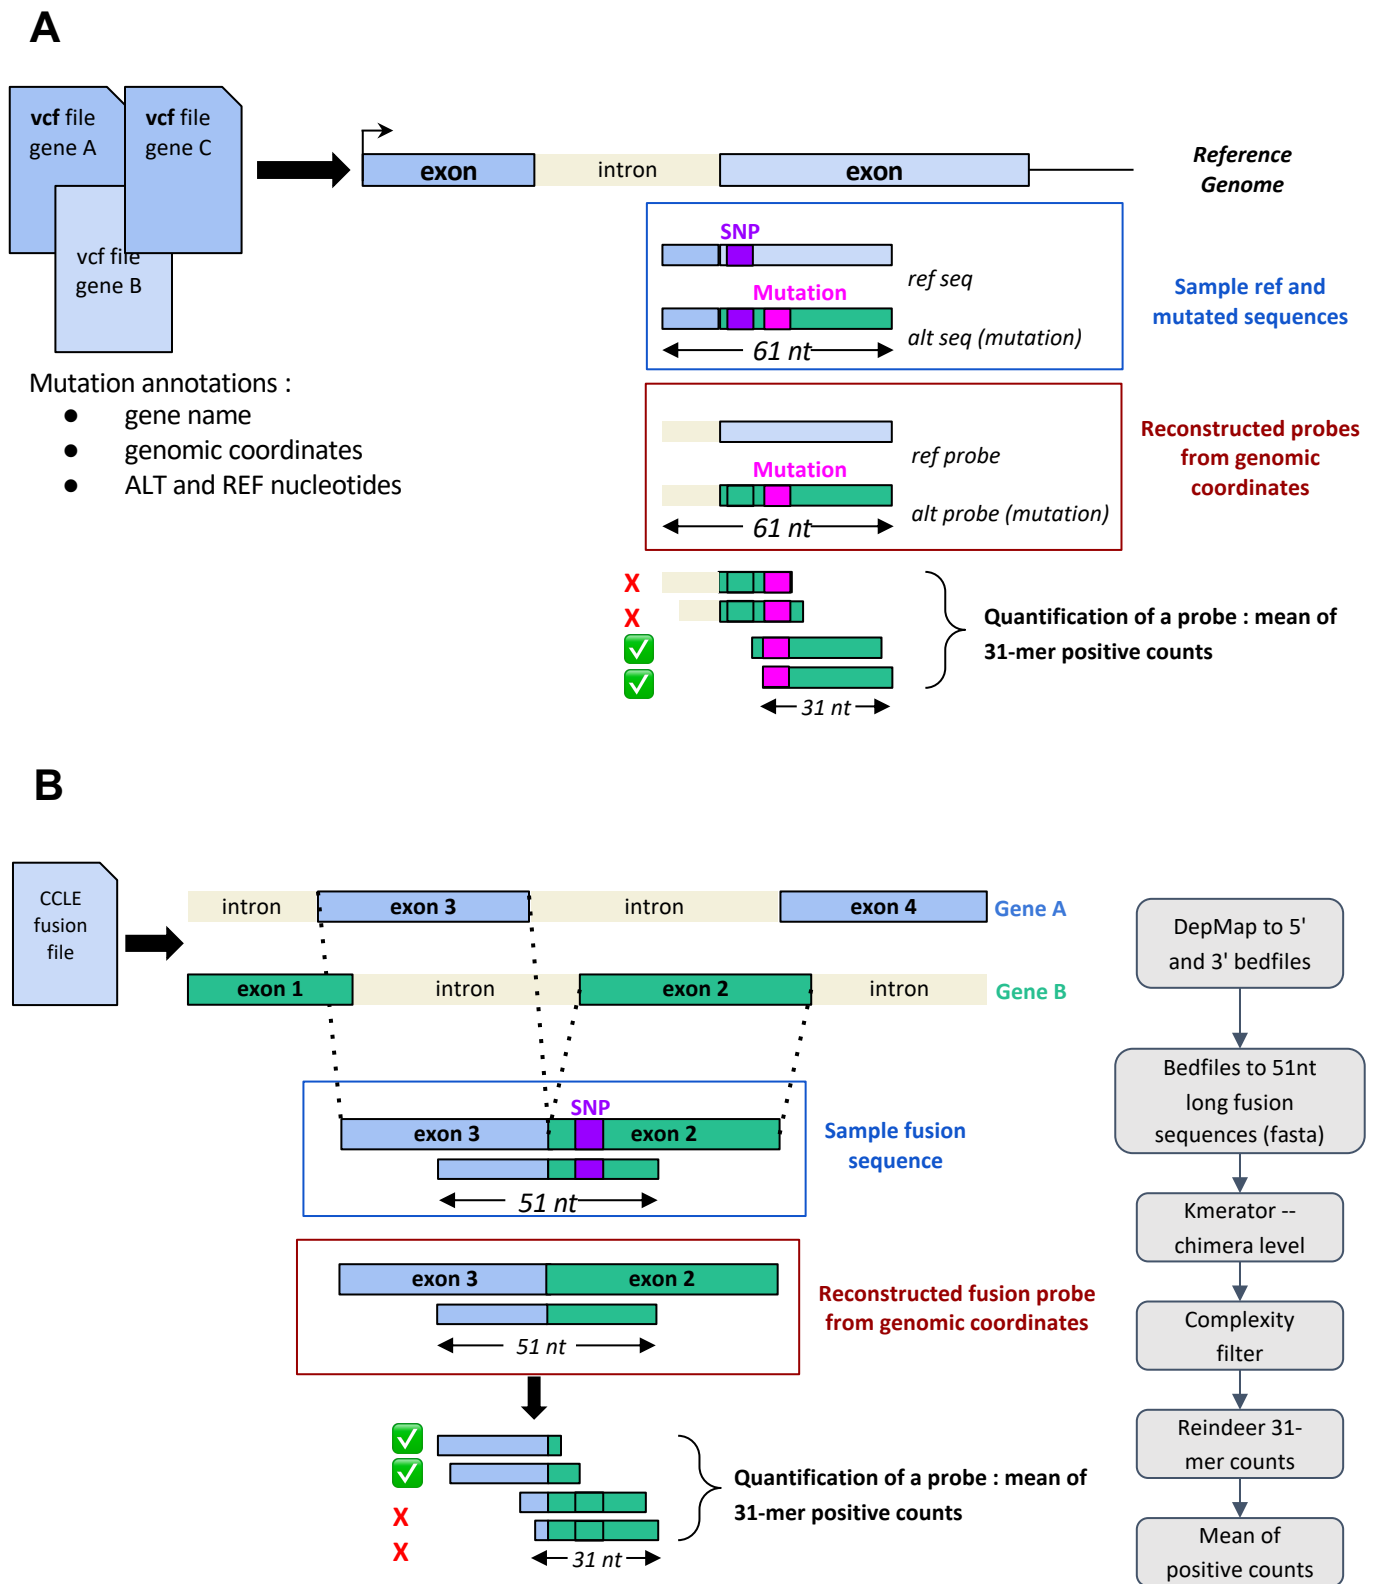 A
vcf file
gene A
vcf file
gene C
vcf file
gene B
exon
intron
exon
Reference
Genome
SNP
ref seq
Mutation
alt seq (mutation)
61 nt
Sample ref and
mutated sequences
Mutation annotations :
● gene name
● genomic coordinates
● ALT and REF nucleotides
ref probe
Mutation
alt probe (mutation)
61 nt
Reconstructed probes
from genomic
coordinates
X
X
31 nt
Quantification of a probe : mean of
31-mer positive counts
B
CCLE
fusion
file
intron
exon 3
intron
exon 4
Gene A
exon 1
intron
exon 2
intron
Gene B
SNP
exon 3
exon 2
51 nt
Sample fusion
sequence
exon 3
exon 2
51 nt
Reconstructed fusion probe
from genomic coordinates
X
X
31 nt
Quantification of a probe : mean of
31-mer positive counts
DepMap to 5'
and 3' bedfiles
Bedfiles to 51nt
long fusion
sequences (fasta)
Kmerator --
chimera level
Complexity
filter
Reindeer 31-
mer counts
Mean of
positive counts